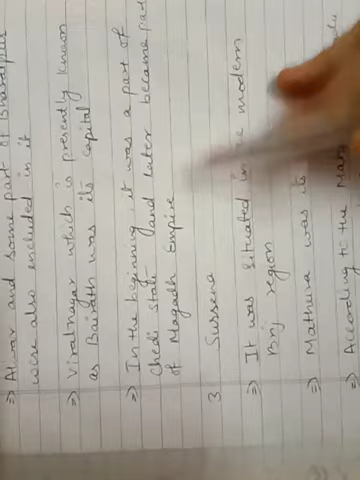 ⇒ Alwar and some part of Bharatpur
were also included in it
⇒ Viratnagar which is presently known
as Bairath was its capital
⇒ In the beginning, it was a part of
Chedi state and later became part
of Magadh Empire
3 Sursena
⇒ It was situated in modern
Brij region
⇒ Mathura was its
⇒ According to the